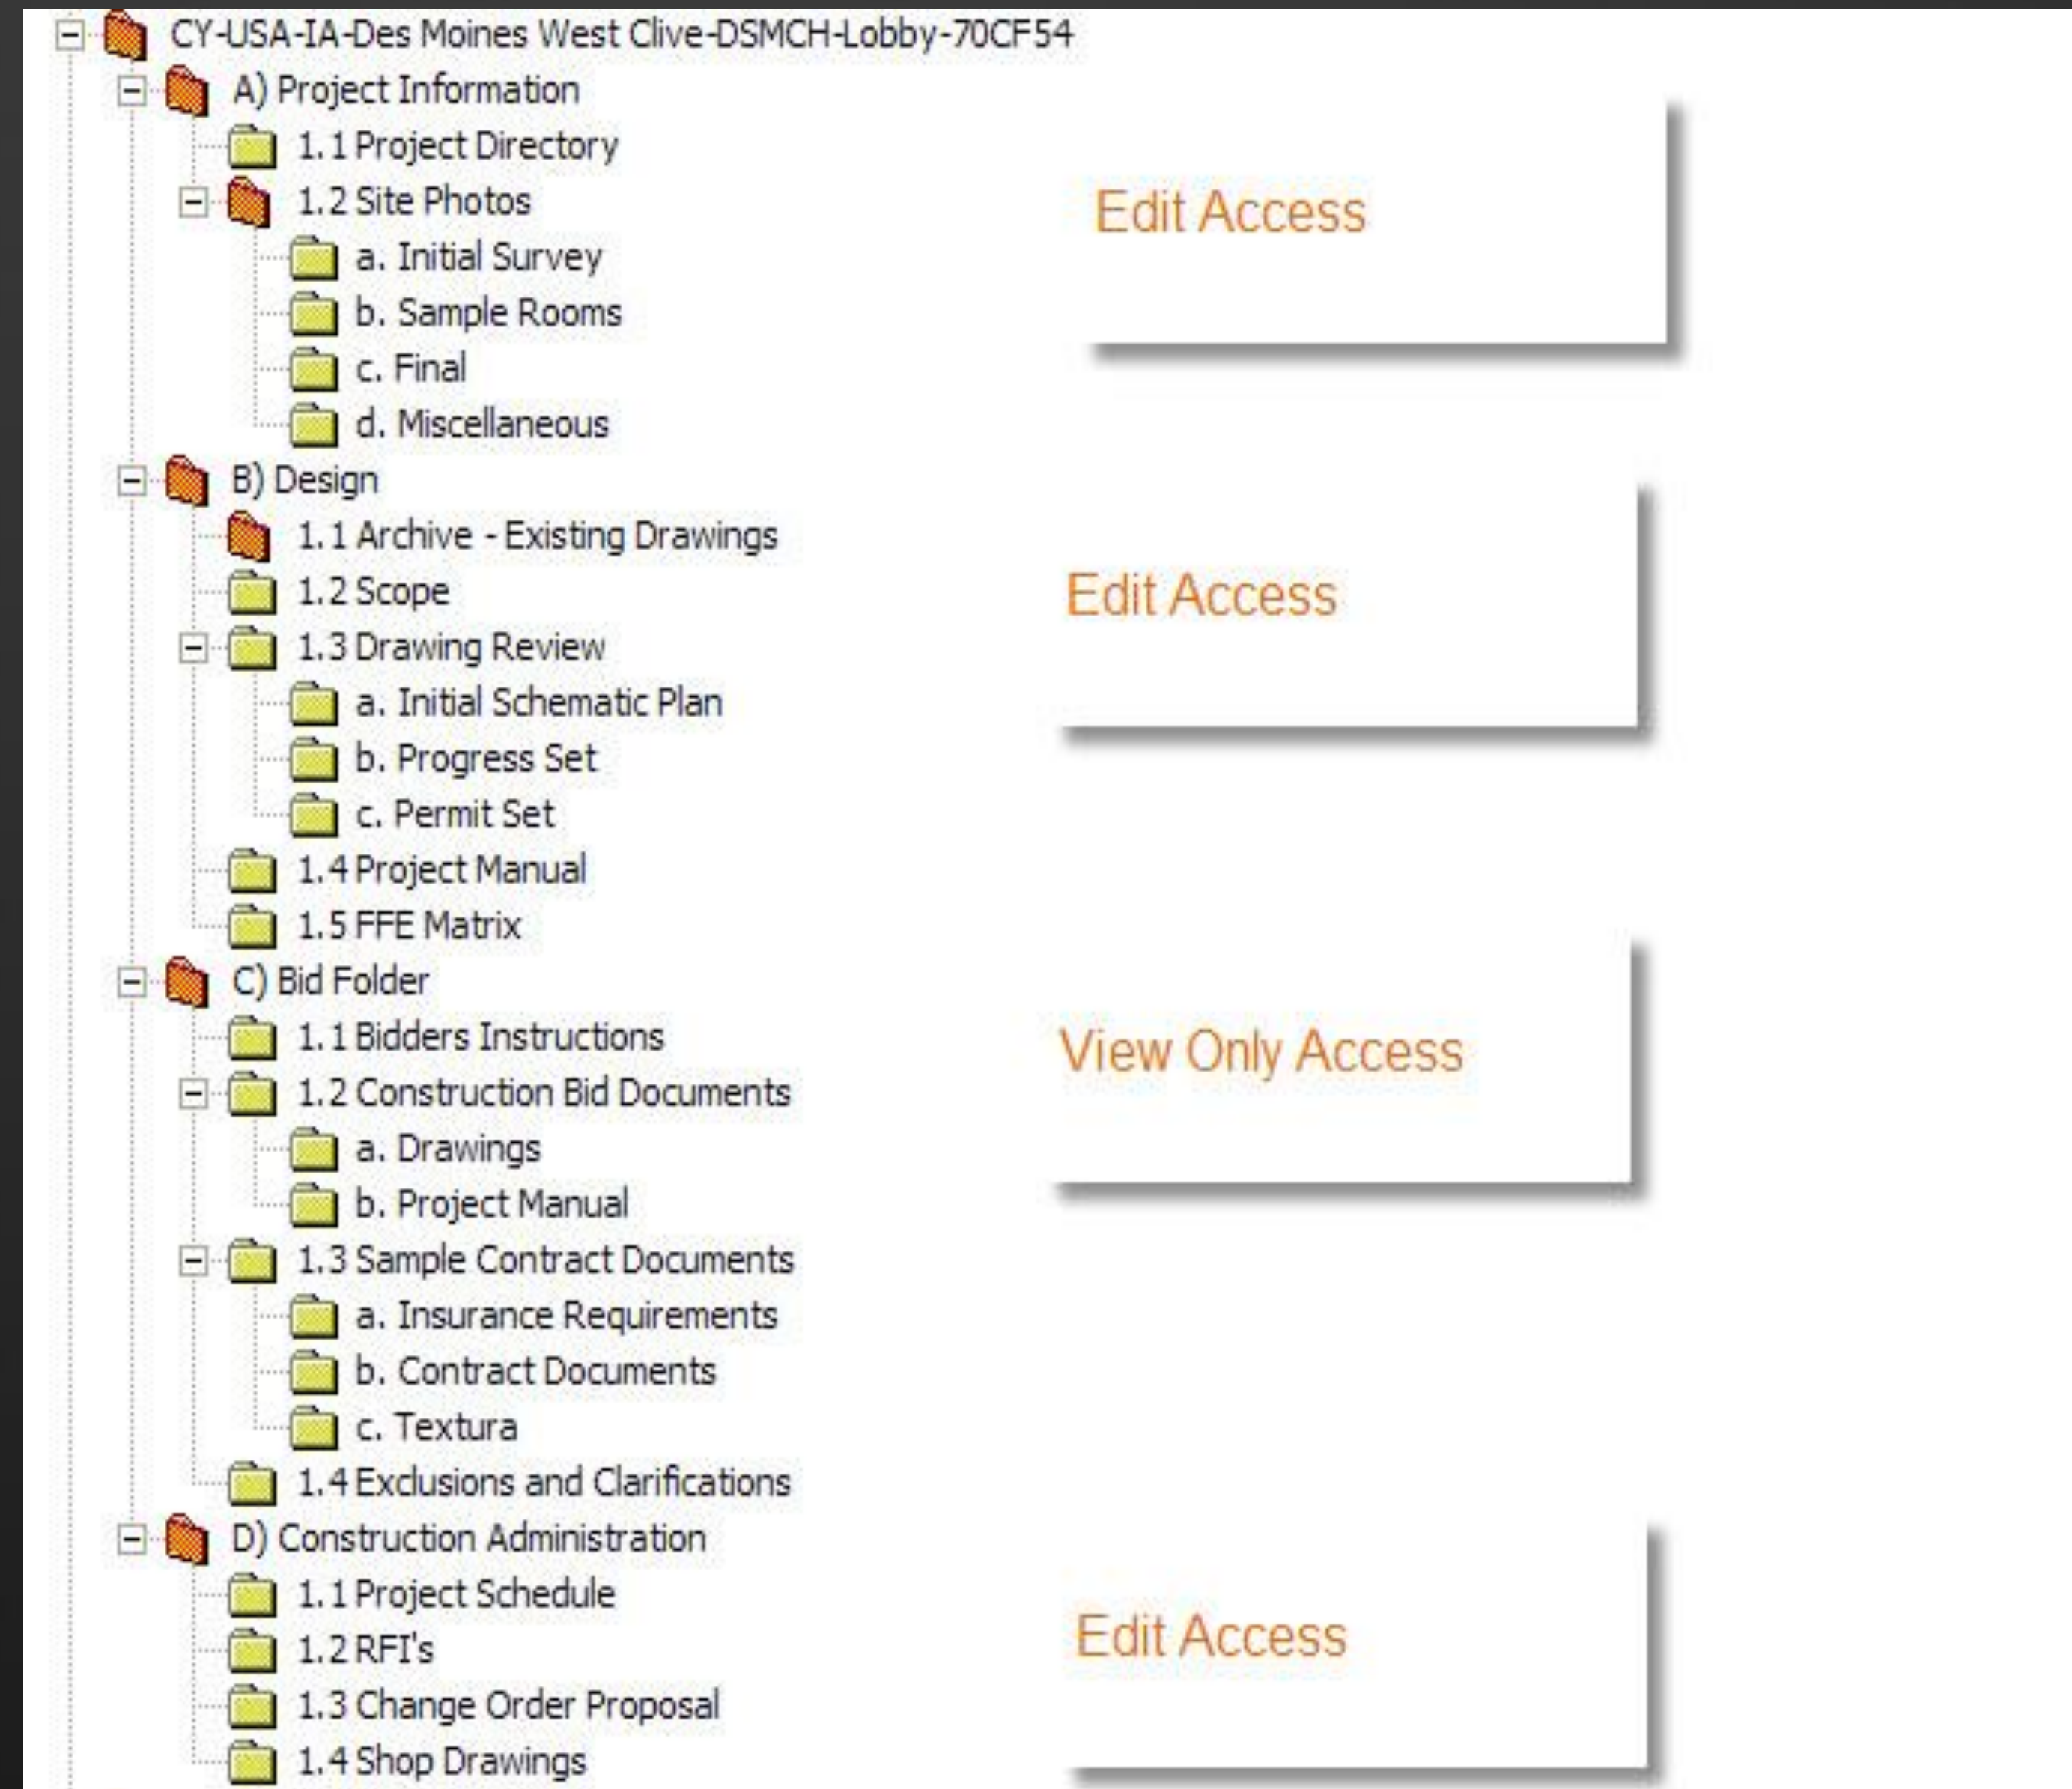 CY-USA-IA-Des Moines West Clive-DSMCH-Lobby-70CF54
A) Project Information
1.1 Project Directory
1.2 Site Photos
Edit Access
a. Initial Survey
b. Sample Rooms
c. Final
d. Miscellaneous
B) Design
1.1 Archive - Existing Drawings
1.2 Scope
Edit Access
1.3 Drawing Review
a. Initial Schematic Plan
b. Progress Set
c. Permit Set
1.4 Project Manual
1.5 FFE Matrix
C) Bid Folder
1.1 Bidders Instructions
View Only Access
1.2 Construction Bid Documents
a. Drawings
b. Project Manual
1.3 Sample Contract Documents
a. Insurance Requirements
b. Contract Documents
c. Textura
1.4 Exclusions and Clarifications
D) Construction Administration
1.1 Project Schedule
1.2 RFI's
Edit Access
1.3 Change Order Proposal
1.4 Shop Drawings